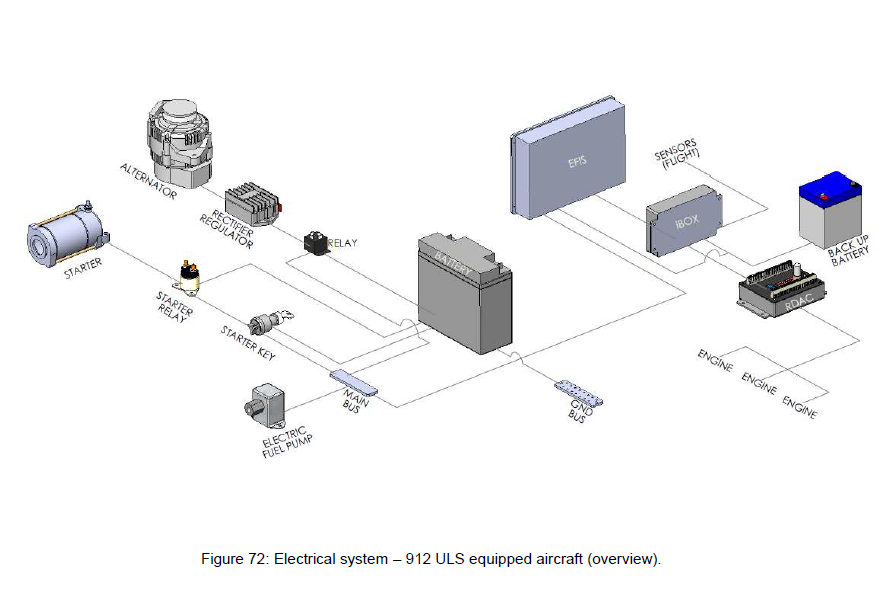 EFIS
SENSORS
(FLIGHT)
ALTERNATOR
RECTIFIER
REGULATOR
iBOX
RELAY
BACK UP
BATTERY
STARTER
BATTERY
RDAC
STARTER
RELAY
STARTER KEY
ENGINE
ENGINE
ENGINE
MAIN
BUS
GND
BUS
ELECTRIC
FUEL PUMP
Figure 72: Electrical system – 912 ULS equipped aircraft (overview).